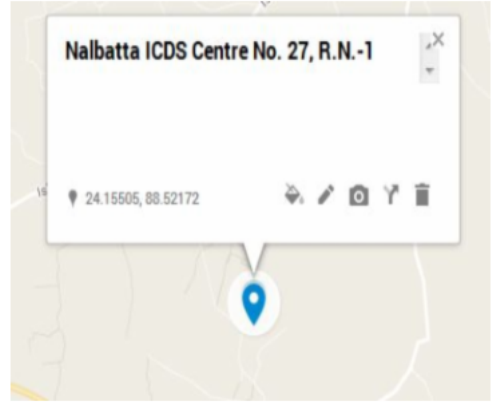 Nalbatta ICDS Centre No. 27, R.N.-1
24.15505, 88.52172